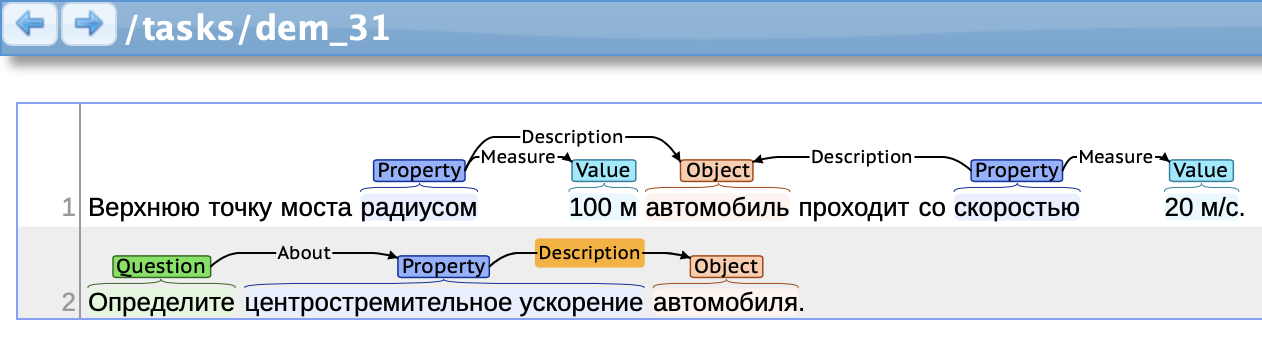 /tasks/dem_31
Description
Property Measure Value Object Description Property Measure Value
1 Верхнюю точку моста радиусом 100 м автомобиль проходит со скоростью 20 м/с.
Question About Property Description Object
2 Определите центростремительное ускорение автомобиля.